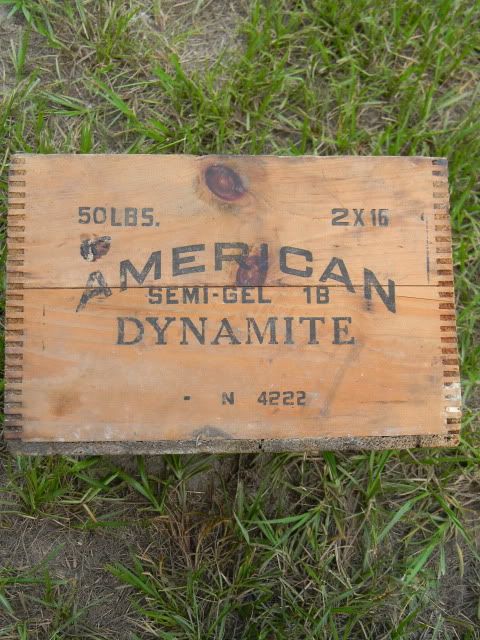 50LBS. 2X16
AMERICAN
SEMI-GEL 1B
DYNAMITE
- N 4222